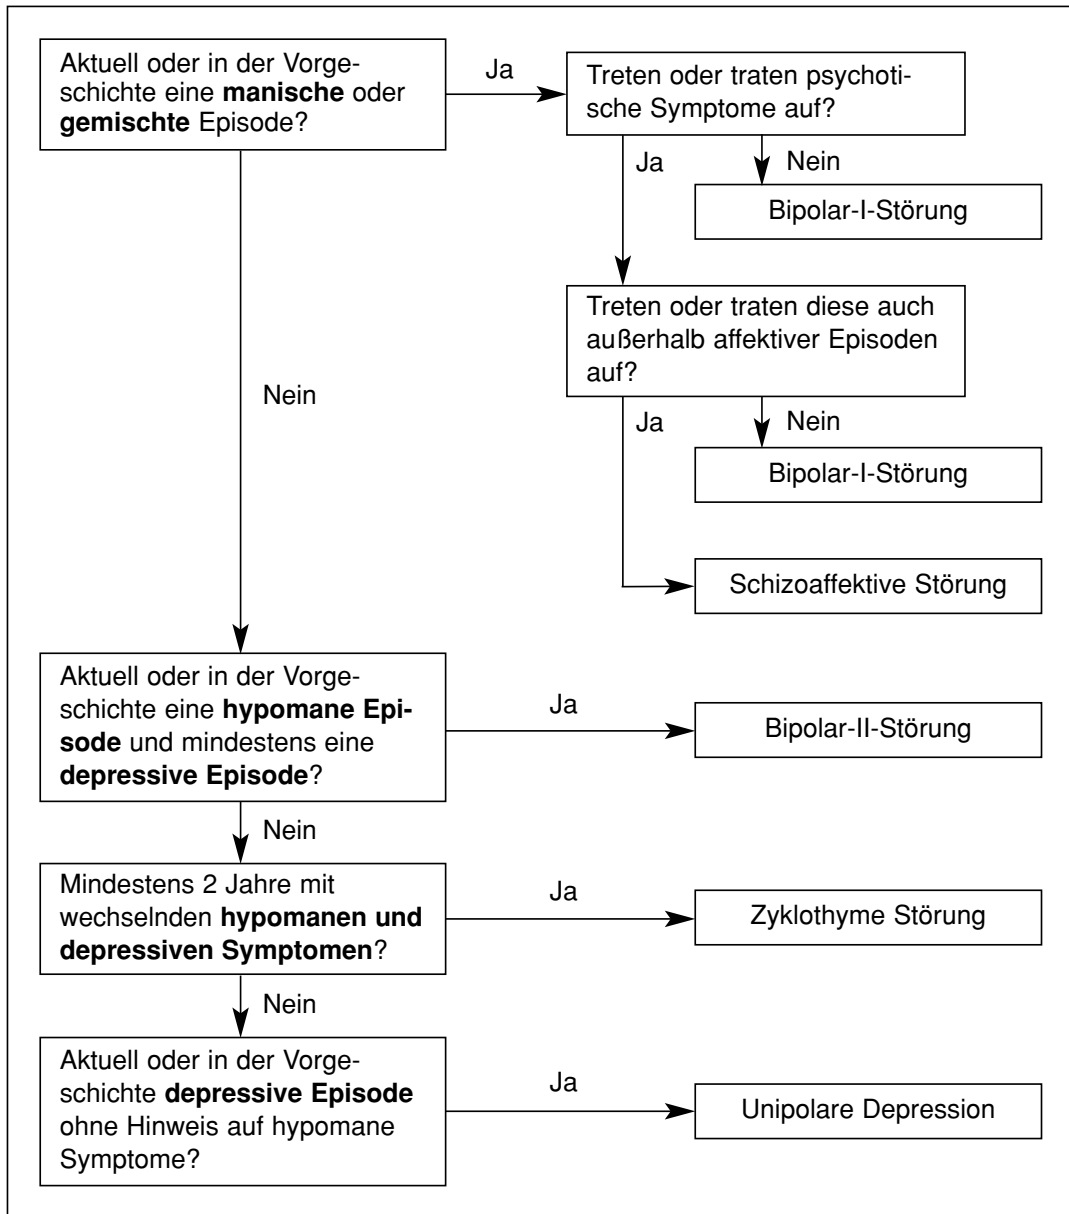 Aktuell oder in der Vorge-
schichte eine manische oder
gemischte Episode?
Ja
Treten oder traten psychoti-
sche Symptome auf?
Ja
Nein
Bipolar-I-Störung
Treten oder traten diese auch
außerhalb affektiver Episoden
auf?
Nein
Ja
Nein
Bipolar-I-Störung
Schizoaffektive Störung
Aktuell oder in der Vorge-
schichte eine hypomane Epi-
sode und mindestens eine
depressive Episode?
Ja
Bipolar-II-Störung
Nein
Mindestens 2 Jahre mit
wechselnden hypomanen und
depressiven Symptomen?
Ja
Zyklothyme Störung
Nein
Aktuell oder in der Vorge-
schichte depressive Episode
ohne Hinweis auf hypomane
Symptome?
Ja
Unipolare Depression